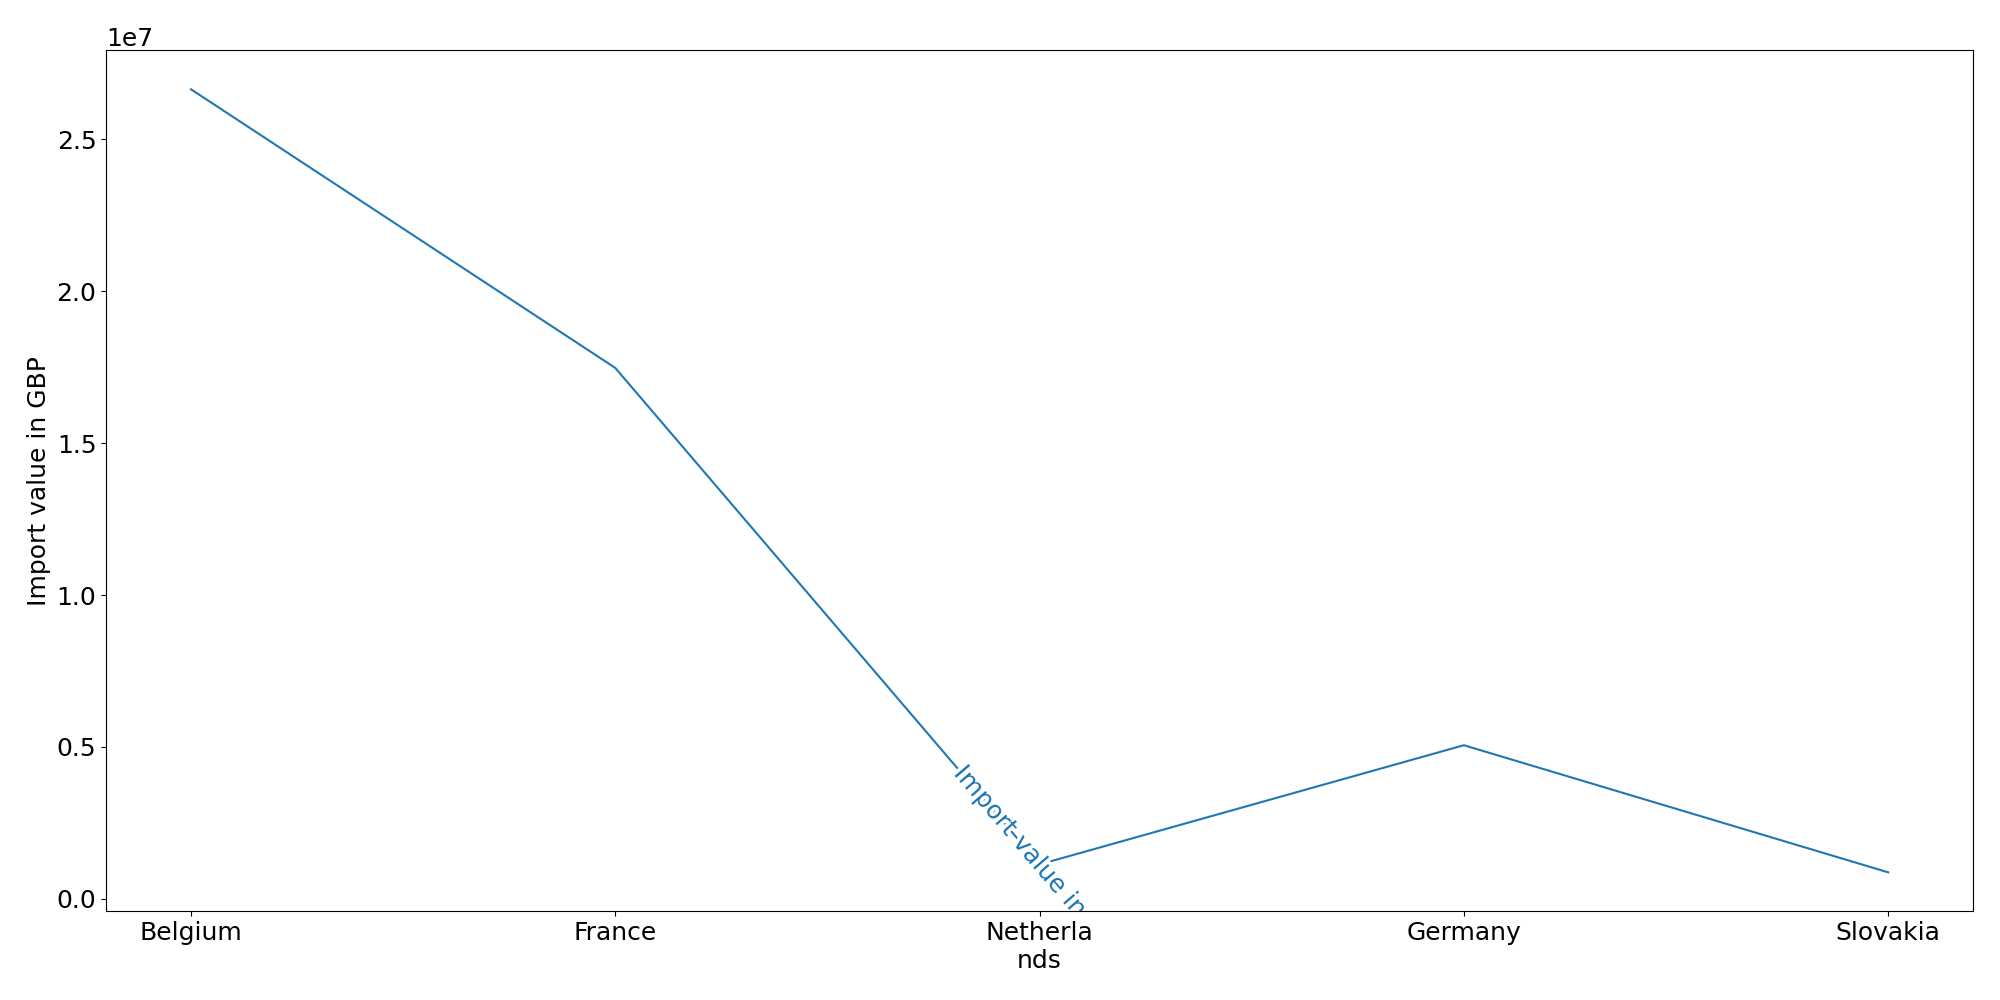 1e7
2.5
2.0
1.5
1.0
0.5
0.0
Import value in GBP
Import-value in
Belgium
France
Netherla
nds
Germany
Slovakia